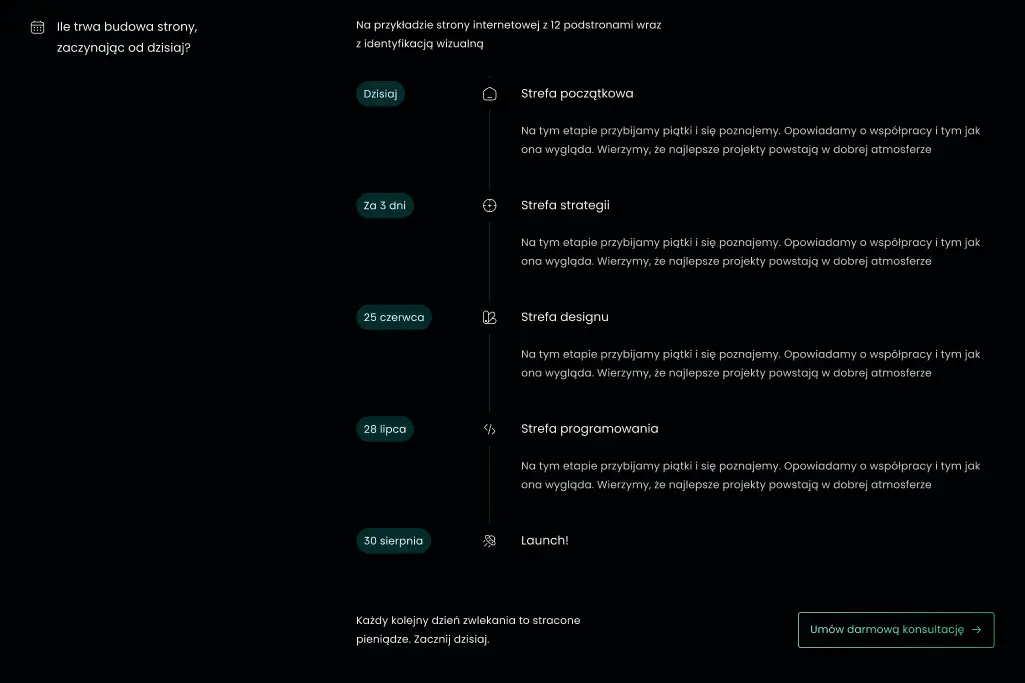 Ile trwa budowa strony,
zaczynając od dzisiaj?
Na przykładzie strony internetowej z 12 podstronami wraz
z identyfikacją wizualną
Dzisiaj
Strefa początkowa
Na tym etapie przybijamy piątki i się poznajemy. Opowiadamy o współpracy i tym jak
ona wygląda. Wierzymy, że najlepsze projekty powstają w dobrej atmosferze
Za 3 dni
Strefa strategii
Na tym etapie przybijamy piątki i się poznajemy. Opowiadamy o współpracy i tym jak
ona wygląda. Wierzymy, że najlepsze projekty powstają w dobrej atmosferze
25 czerwca
Strefa designu
Na tym etapie przybijamy piątki i się poznajemy. Opowiadamy o współpracy i tym jak
ona wygląda. Wierzymy, że najlepsze projekty powstają w dobrej atmosferze
28 lipca
Strefa programowania
Na tym etapie przybijamy piątki i się poznajemy. Opowiadamy o współpracy i tym jak
ona wygląda. Wierzymy, że najlepsze projekty powstają w dobrej atmosferze
30 sierpnia
Launch!
Każdy kolejny dzień zwlekania to stracone
pieniądze. Zacznij dzisiaj.
Umów darmową konsultację →